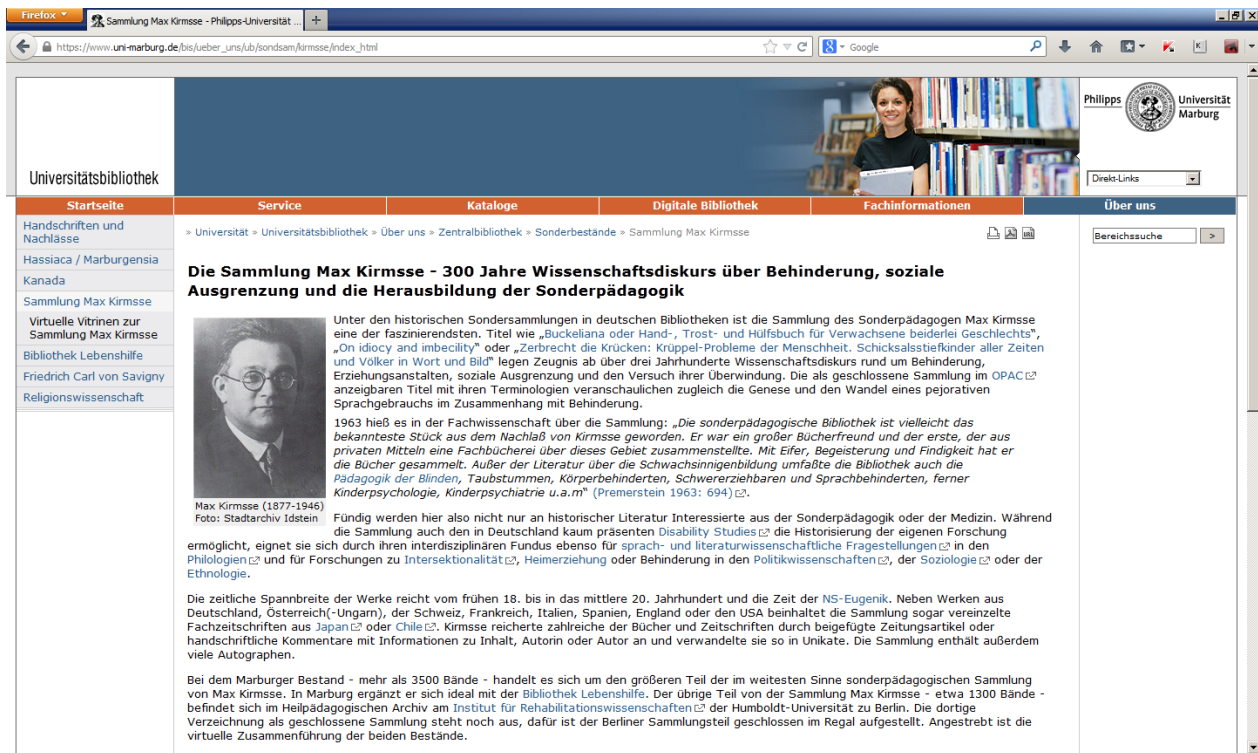 Firefox
Sammlung Max Kirmsse - Philipps-Universität ...
https://www.uni-marburg.de/bis/ueber_uns/ub/sondsam/kirmsse/index_html
Google
Universitätsbibliothek
Philipps Universität
Marburg
Direkt-Links
Startseite Service Kataloge Digitale Bibliothek Fachinformationen Über uns
Handschriften und
Nachlässe
Hassiaca / Marburgensia
Kanada
Sammlung Max Kirmsse
Virtuelle Vitrinen zur
Sammlung Max Kirmsse
Bibliothek Lebenshilfe
Friedrich Carl von Savigny
Religionswissenschaft
» Universität » Universitätsbibliothek » Über uns » Zentralbibliothek » Sonderbestände » Sammlung Max Kirmsse
Bereichssuche >
Die Sammlung Max Kirmsse - 300 Jahre Wissenschaftsdiskurs über Behinderung, soziale
Ausgrenzung und die Herausbildung der Sonderpädagogik
Unter den historischen Sondersammlungen in deutschen Bibliotheken ist die Sammlung des Sonderpädagogen Max Kirmsse
eine der faszinierendsten. Titel wie „Buckeliana oder Hand-, Trost- und Hülfsbuch für Verwachsene beiderlei Geschlechts“,
„On idiocy and imbecility“ oder „Zerbrecht die Krücken: Krüppel-Probleme der Menschheit. Schicksalsstiefkinder aller Zeiten
und Völker in Wort und Bild“ legen Zeugnis ab über drei Jahrhunderte Wissenschaftsdiskurs rund um Behinderung,
Erziehungsanstalten, soziale Ausgrenzung und den Versuch ihrer Überwindung. Die als geschlossene Sammlung im OPAC
anzeigbaren Titel mit ihren Terminologien veranschaulichen zugleich die Genese und den Wandel eines pejorativen
Sprachgebrauchs im Zusammenhang mit Behinderung.
1963 hieß es in der Fachwissenschaft über die Sammlung: „Die sonderpädagogische Bibliothek ist vielleicht das
bekannteste Stück aus dem Nachlaß von Kirmsse geworden. Er war ein großer Bücherfreund und der erste, der aus
privaten Mitteln eine Fachbücherei über dieses Gebiet zusammenstellte. Mit Eifer, Begeisterung und Findigkeit hat er
die Bücher gesammelt. Außer der Literatur über die Schwachsinnigenbildung umfaßte die Bibliothek auch die
Pädagogik der Blinden, Taubstummen, Körperbehinderten, Schwererziehbaren und Sprachbehinderten, ferner
Kinderpsychologie, Kinderpsychiatrie u.a.m“ (Premerstein 1963: 694).
Max Kirmsse (1877-1946)
Foto: Stadtarchiv Idstein
Fündig werden hier also nicht nur an historischer Literatur Interessierte aus der Sonderpädagogik oder der Medizin. Während
die Sammlung auch den in Deutschland kaum präsenten Disability Studies die Historisierung der eigenen Forschung
ermöglicht, eignet sie sich durch ihren interdisziplinären Fundus ebenso für sprach- und literaturwissenschaftliche Fragestellungen in den
Philologien und für Forschungen zu Intersektionalität, Heimerziehung oder Behinderung in den Politikwissenschaften, der Soziologie oder der
Ethnologie.
Die zeitliche Spannbreite der Werke reicht vom frühen 18. bis in das mittlere 20. Jahrhundert und die Zeit der NS-Eugenik. Neben Werken aus
Deutschland, Österreich(-Ungarn), der Schweiz, Frankreich, Italien, Spanien, England oder den USA beinhaltet die Sammlung sogar vereinzelte
Fachzeitschriften aus Japan oder Chile. Kirmsse reicherte zahlreiche der Bücher und Zeitschriften durch beigefügte Zeitungsartikel oder
handschriftliche Kommentare mit Informationen zu Inhalt, Autorin oder Autor an und verwandelte sie so in Unikate. Die Sammlung enthält außerdem
viele Autographen.
Bei dem Marburger Bestand - mehr als 3500 Bände - handelt es sich um den größeren Teil der im weitesten Sinne sonderpädagogischen Sammlung
von Max Kirmsse. In Marburg ergänzt er sich ideal mit der Bibliothek Lebenshilfe. Der übrige Teil von der Sammlung Max Kirmsse - etwa 1300 Bände -
befindet sich im Heilpädagogischen Archiv am Institut für Rehabilitationswissenschaften der Humboldt-Universität zu Berlin. Die dortige
Verzeichnung als geschlossene Sammlung steht noch aus, dafür ist der Berliner Sammlungsteil geschlossen im Regal aufgestellt. Angestrebt ist die
virtuelle Zusammenführung der beiden Bestände.